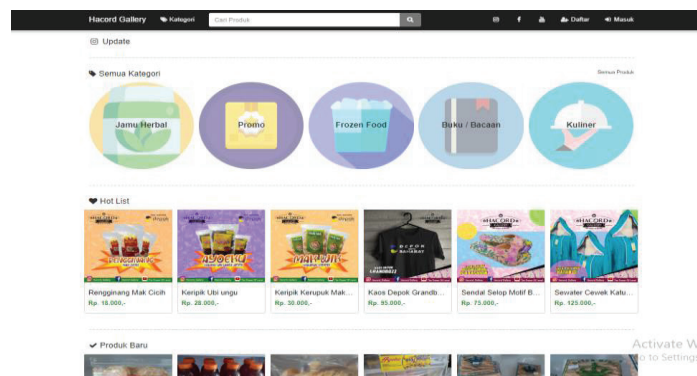 Hacord Gallery
Kategori
Cari Produk
Daftar
Masuk
Update
Semua Kategori
Semua Produk
Jamu Herbal
Promo
Frozen Food
Buku / Bacaan
Kuliner
Hot List
Rengginang Mak Cicih
Keripik Ubi ungu
Keripik Kerupuk Mak...
Kaos Depok Grandb...
Sendal Selop Motif B...
Sewater Cewek Katu...
Rp. 18.000,-
Rp. 28.000,-
Rp. 30.000,-
Rp. 95.000,-
Rp. 75.000,-
Rp. 125.000,-
Produk Baru
Activate W
to Settings